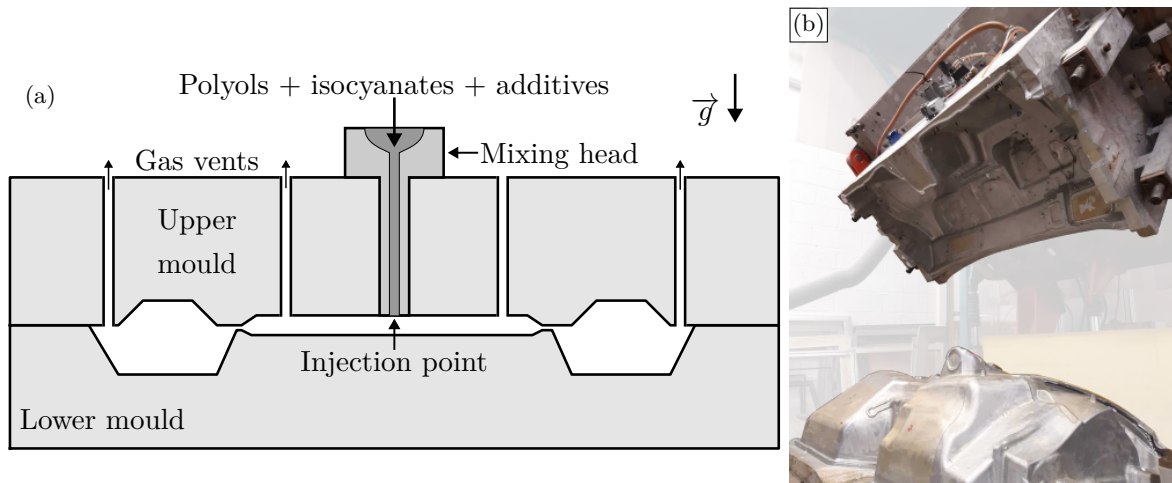 (a)
Polyols + isocyanates + additives
g
Gas vents
Mixing head
Upper
mould
Injection point
Lower mould
(b)